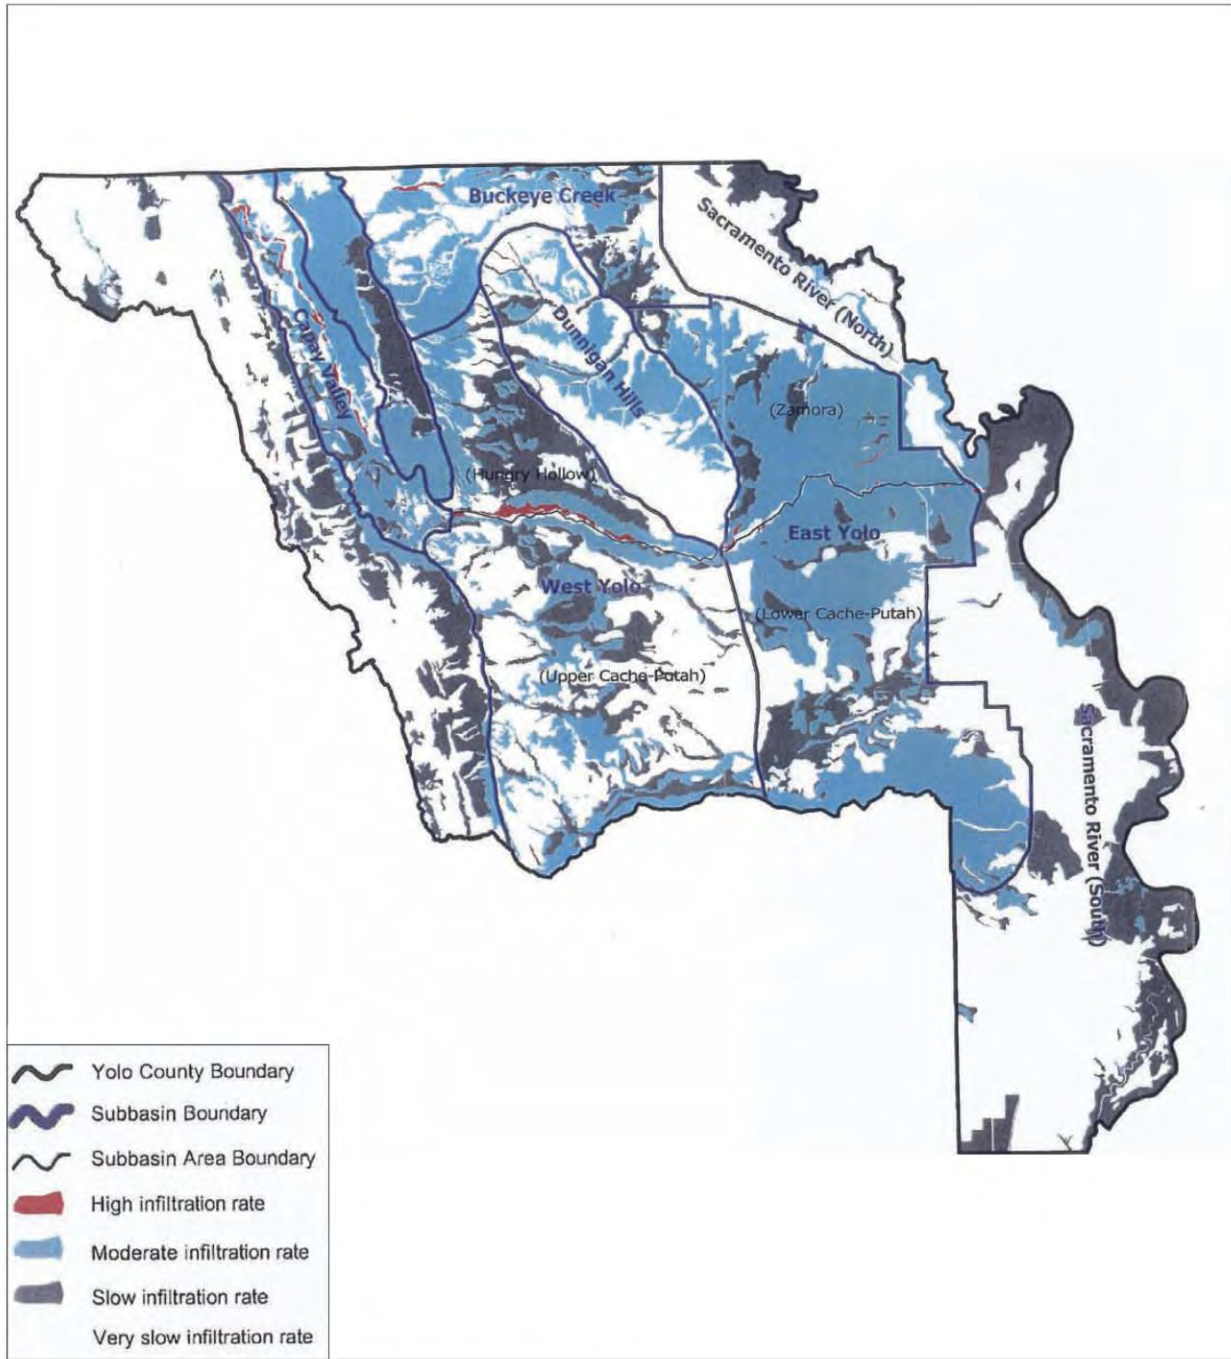 Buckeye Creek
Sacramento River (North)
Capay Valley
Dunnigan Hills
(Zamora)
(Hungry Hollow)
East Yolo
West Yolo
(Lower Cache-Putah)
(Upper Cache-Putah)
Sacramento River (South)
Yolo County Boundary
Subbasin Boundary
Subbasin Area Boundary
High infiltration rate
Moderate infiltration rate
Slow infiltration rate
Very slow infiltration rate